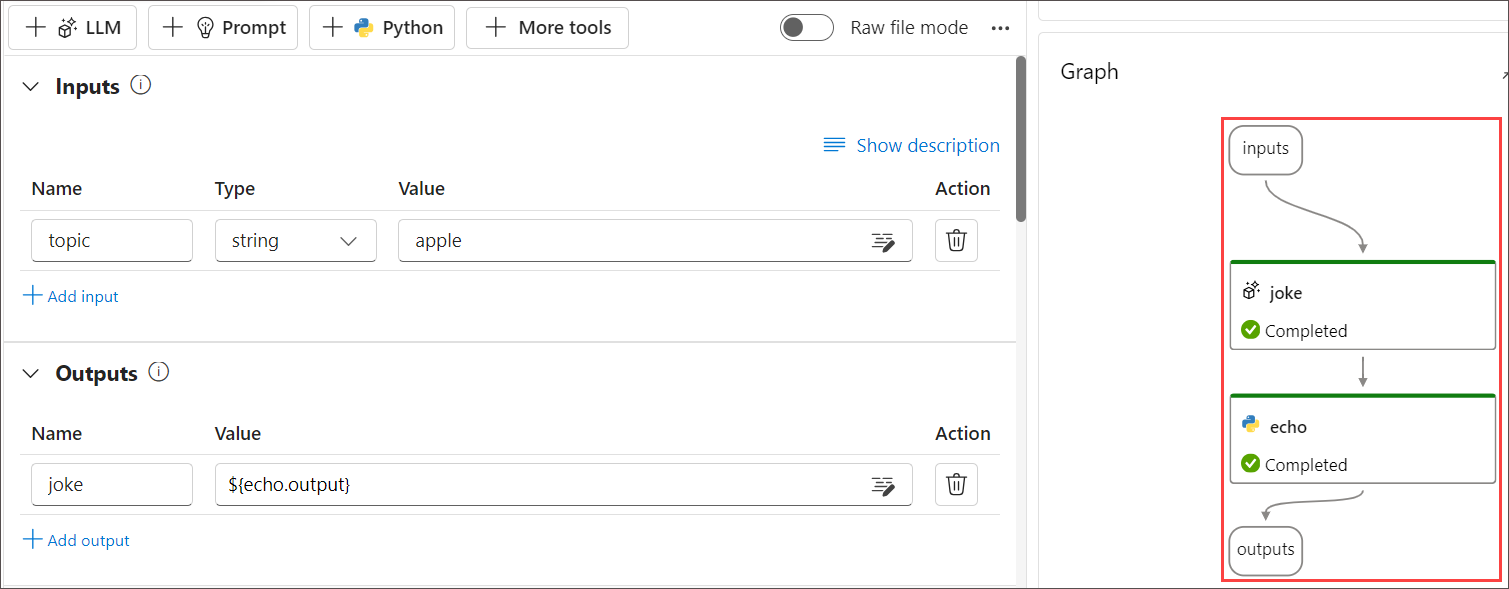 LLM Prompt Python More tools Raw file mode
Inputs
Show description
Name Type Value Action
topic string apple
Add input
Outputs
Name Value Action
joke ${echo.output}
Add output
Graph
inputs
joke
Completed
echo
Completed
outputs